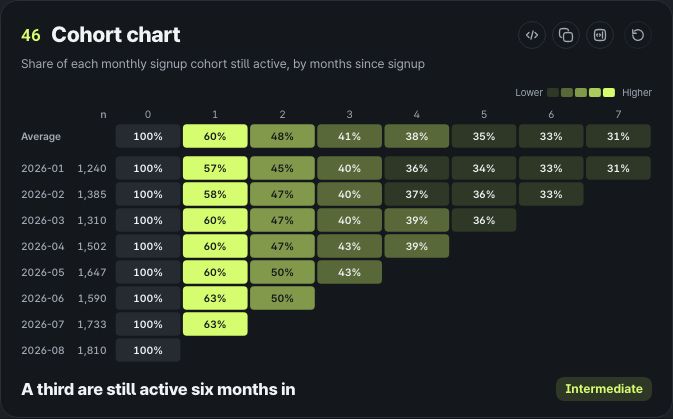 46 Cohort chart
Share of each monthly signup cohort still active, by months since signup
Lower Higher
n 0 1 2 3 4 5 6 7
Average 100% 60% 48% 41% 38% 35% 33% 31%
2026-01 1,240 100% 57% 45% 40% 36% 34% 33% 31%
2026-02 1,385 100% 58% 47% 40% 37% 36% 33%
2026-03 1,310 100% 60% 47% 40% 39% 36%
2026-04 1,502 100% 60% 47% 43% 39%
2026-05 1,647 100% 60% 50% 43%
2026-06 1,590 100% 63% 50%
2026-07 1,733 100% 63%
2026-08 1,810 100%
A third are still active six months in
Intermediate